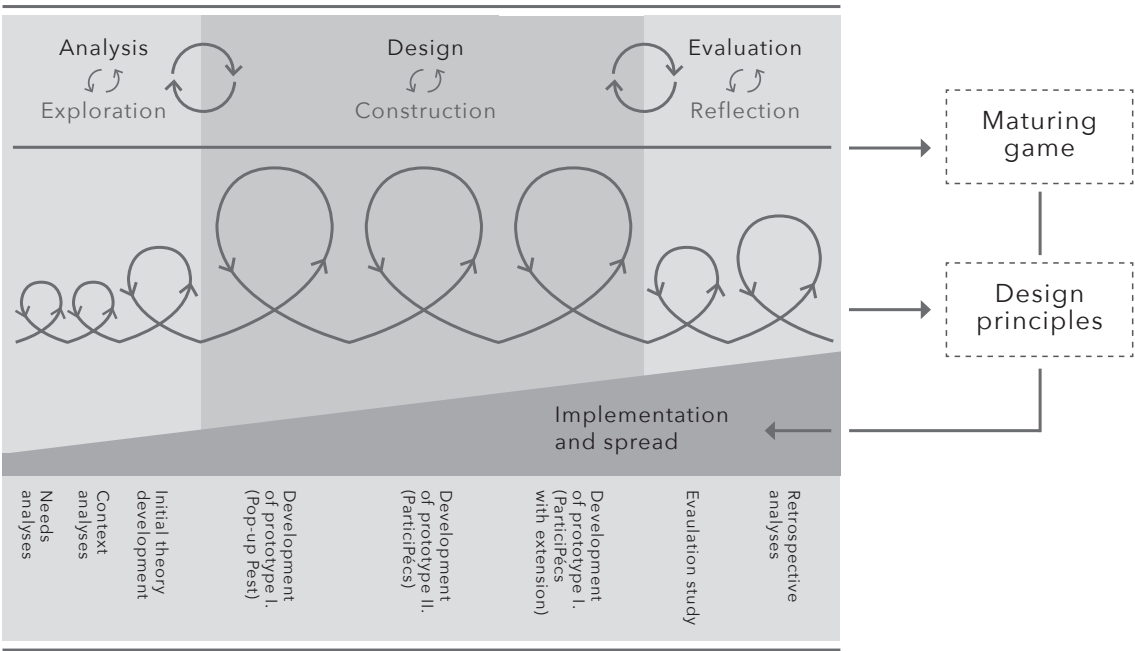 Analysis
Exploration
Design
Construction
Evaluation
Reflection
Maturing
game
Design
principles
Implementation
and spread
Needs
analyses
Context
analyses
Initial theory
development
Development
of prototype I.
(Pop-up Pest)
Development
of prototype II.
(ParticiPécs)
Development
of prototype I.
(ParticiPécs
with extension)
Evaulation study
Retrospective
analyses